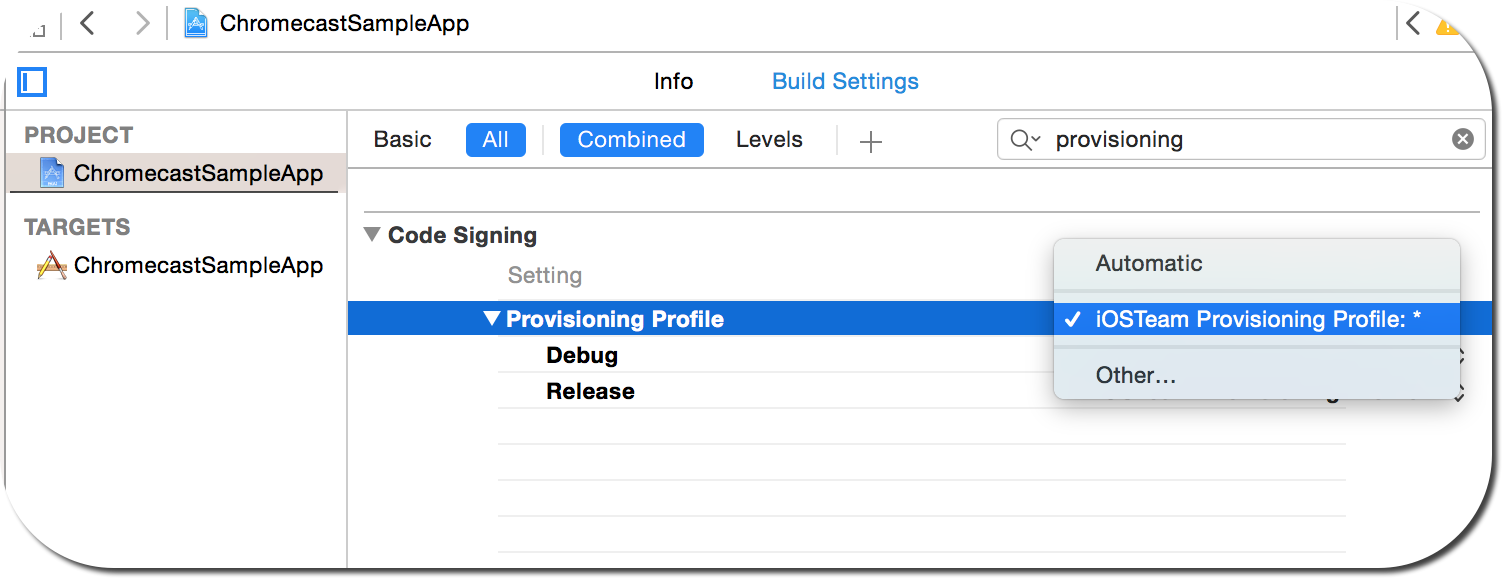 ChromecastSampleApp
Info Build Settings
PROJECT
ChromecastSampleApp
TARGETS
ChromecastSampleApp
Basic All Combined Levels provisioning
Code Signing
Setting
Automatic
Provisioning Profile iOSTeam Provisioning Profile: *
Debug
Release
Other...